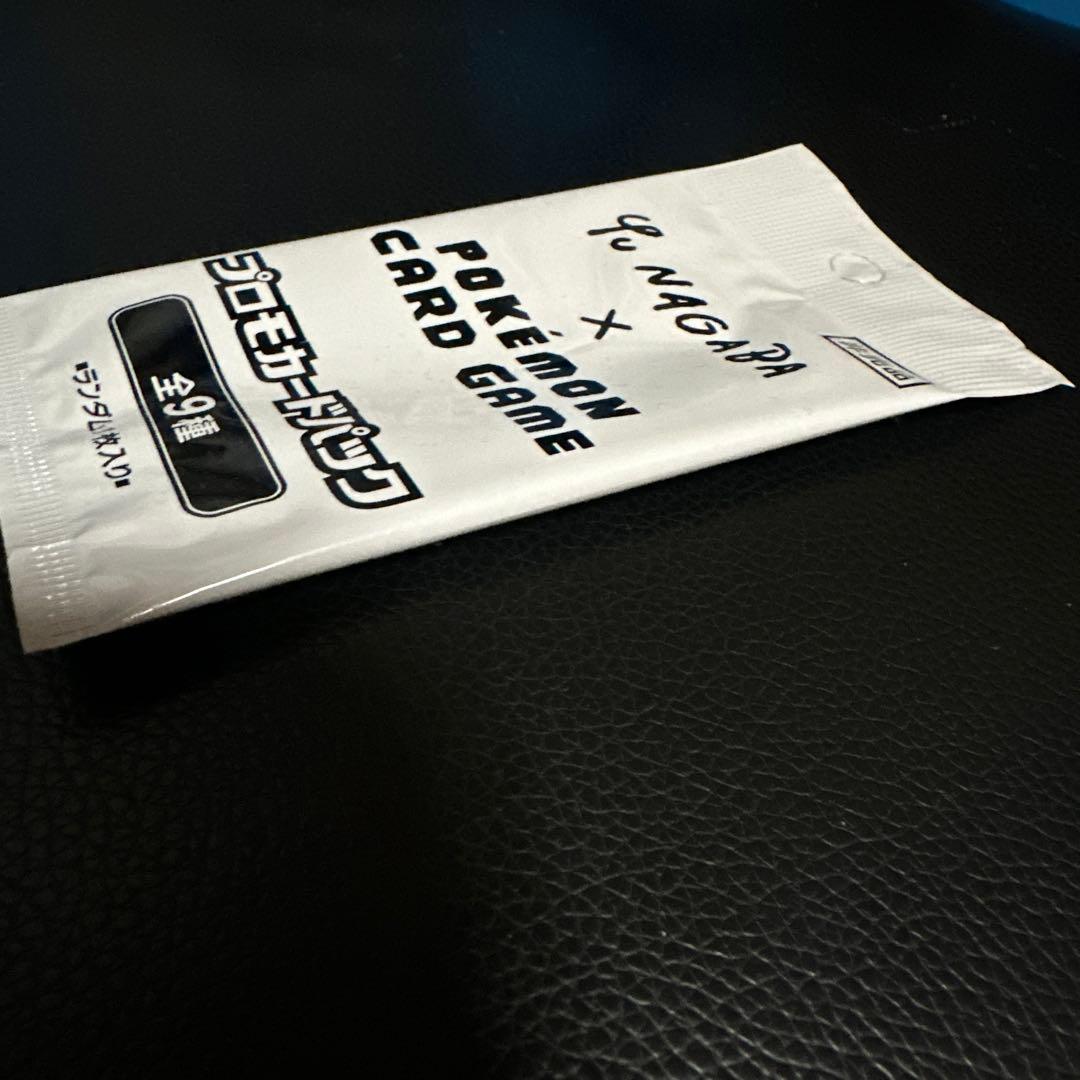 YU NAGABA
×
POKÉMON
CARD GAME
プロモカードパック
全9種
*ランダム1枚入り*